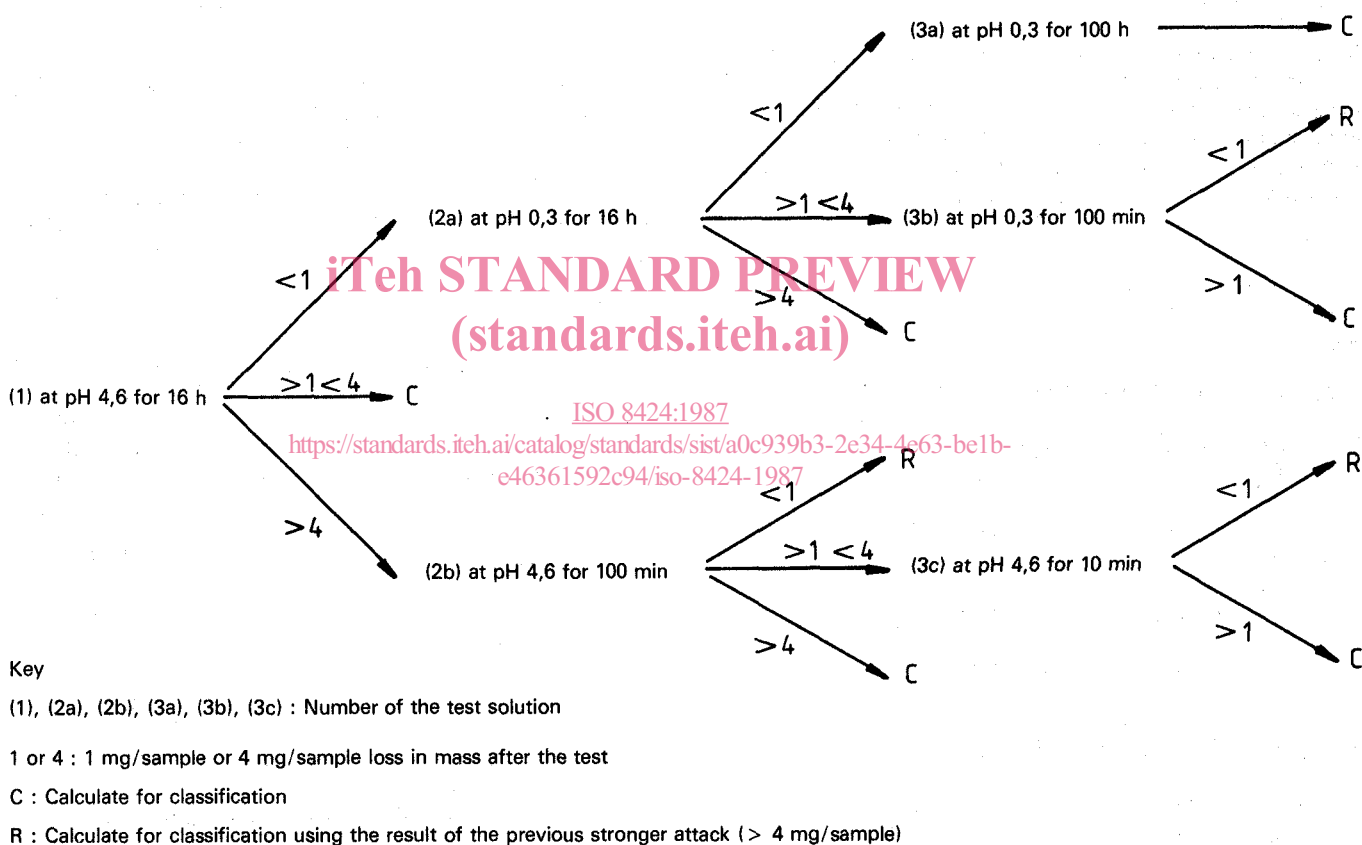 (3a) at pH 0,3 for 100 h
C
<1
R
<1
(2a) at pH 0,3 for 16 h
>1 <4
(3b) at pH 0,3 for 100 min
iTeh STANDARD PREVIEW
<1
>4
>1
(standards.iteh.ai)
C
C
(1) at pH 4,6 for 16 h
>1<4
C
ISO 8424:1987
https://standards.iteh.ai/catalog/standards/sist/a0c939b3-2e34-4e63-be1b-
e46361592c94/iso-8424-1987
R
R
<1
<1
>4
(2b) at pH 4,6 for 100 min
>1 <4
(3c) at pH 4,6 for 10 min
>4
>1
C
C
Key
(1), (2a), (2b), (3a), (3b), (3c) : Number of the test solution
1 or 4 : 1 mg/sample or 4 mg/sample loss in mass after the test
C : Calculate for classification
R : Calculate for classification using the result of the previous stronger attack (> 4 mg/sample)